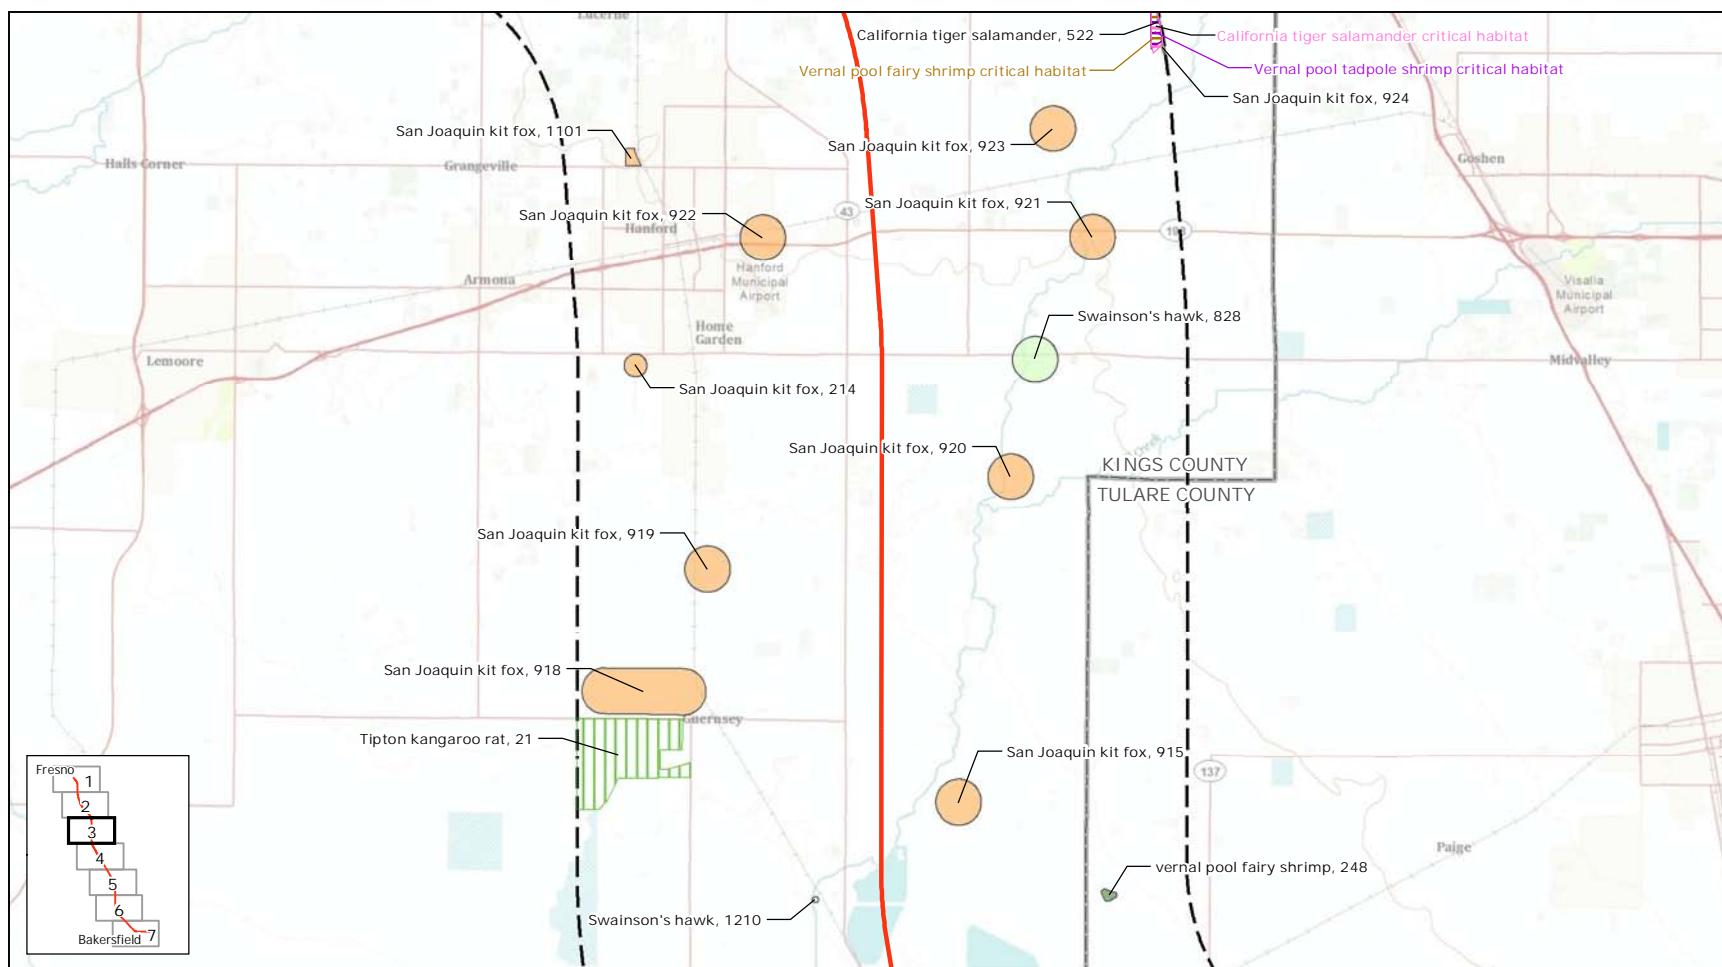 Lucerne
California tiger salamander, 522
California tiger salamander critical habitat
Vernal pool fairy shrimp critical habitat
Vernal pool tadpole shrimp critical habitat
San Joaquin kit fox, 924
San Joaquin kit fox, 1101
San Joaquin kit fox, 923
Halls Corner
Grangeville
Goshen
San Joaquin kit fox, 922
43
San Joaquin kit fox, 921
Hanford
198
Armona
Hanford
Municipal
Airport
Visalia
Municipal
Airport
Swainson's hawk, 828
Home
Garden
Lemoore
Midvalley
San Joaquin kit fox, 214
San Joaquin kit fox, 920
Creek
KINGS COUNTY
TULARE COUNTY
San Joaquin kit fox, 919
San Joaquin kit fox, 918
Guernsey
Tipton kangaroo rat, 21
San Joaquin kit fox, 915
137
Fresno
1
2
3
4
5
6
7
Bakersfield
Paige
vernal pool fairy shrimp, 248
Swainson's hawk, 1210